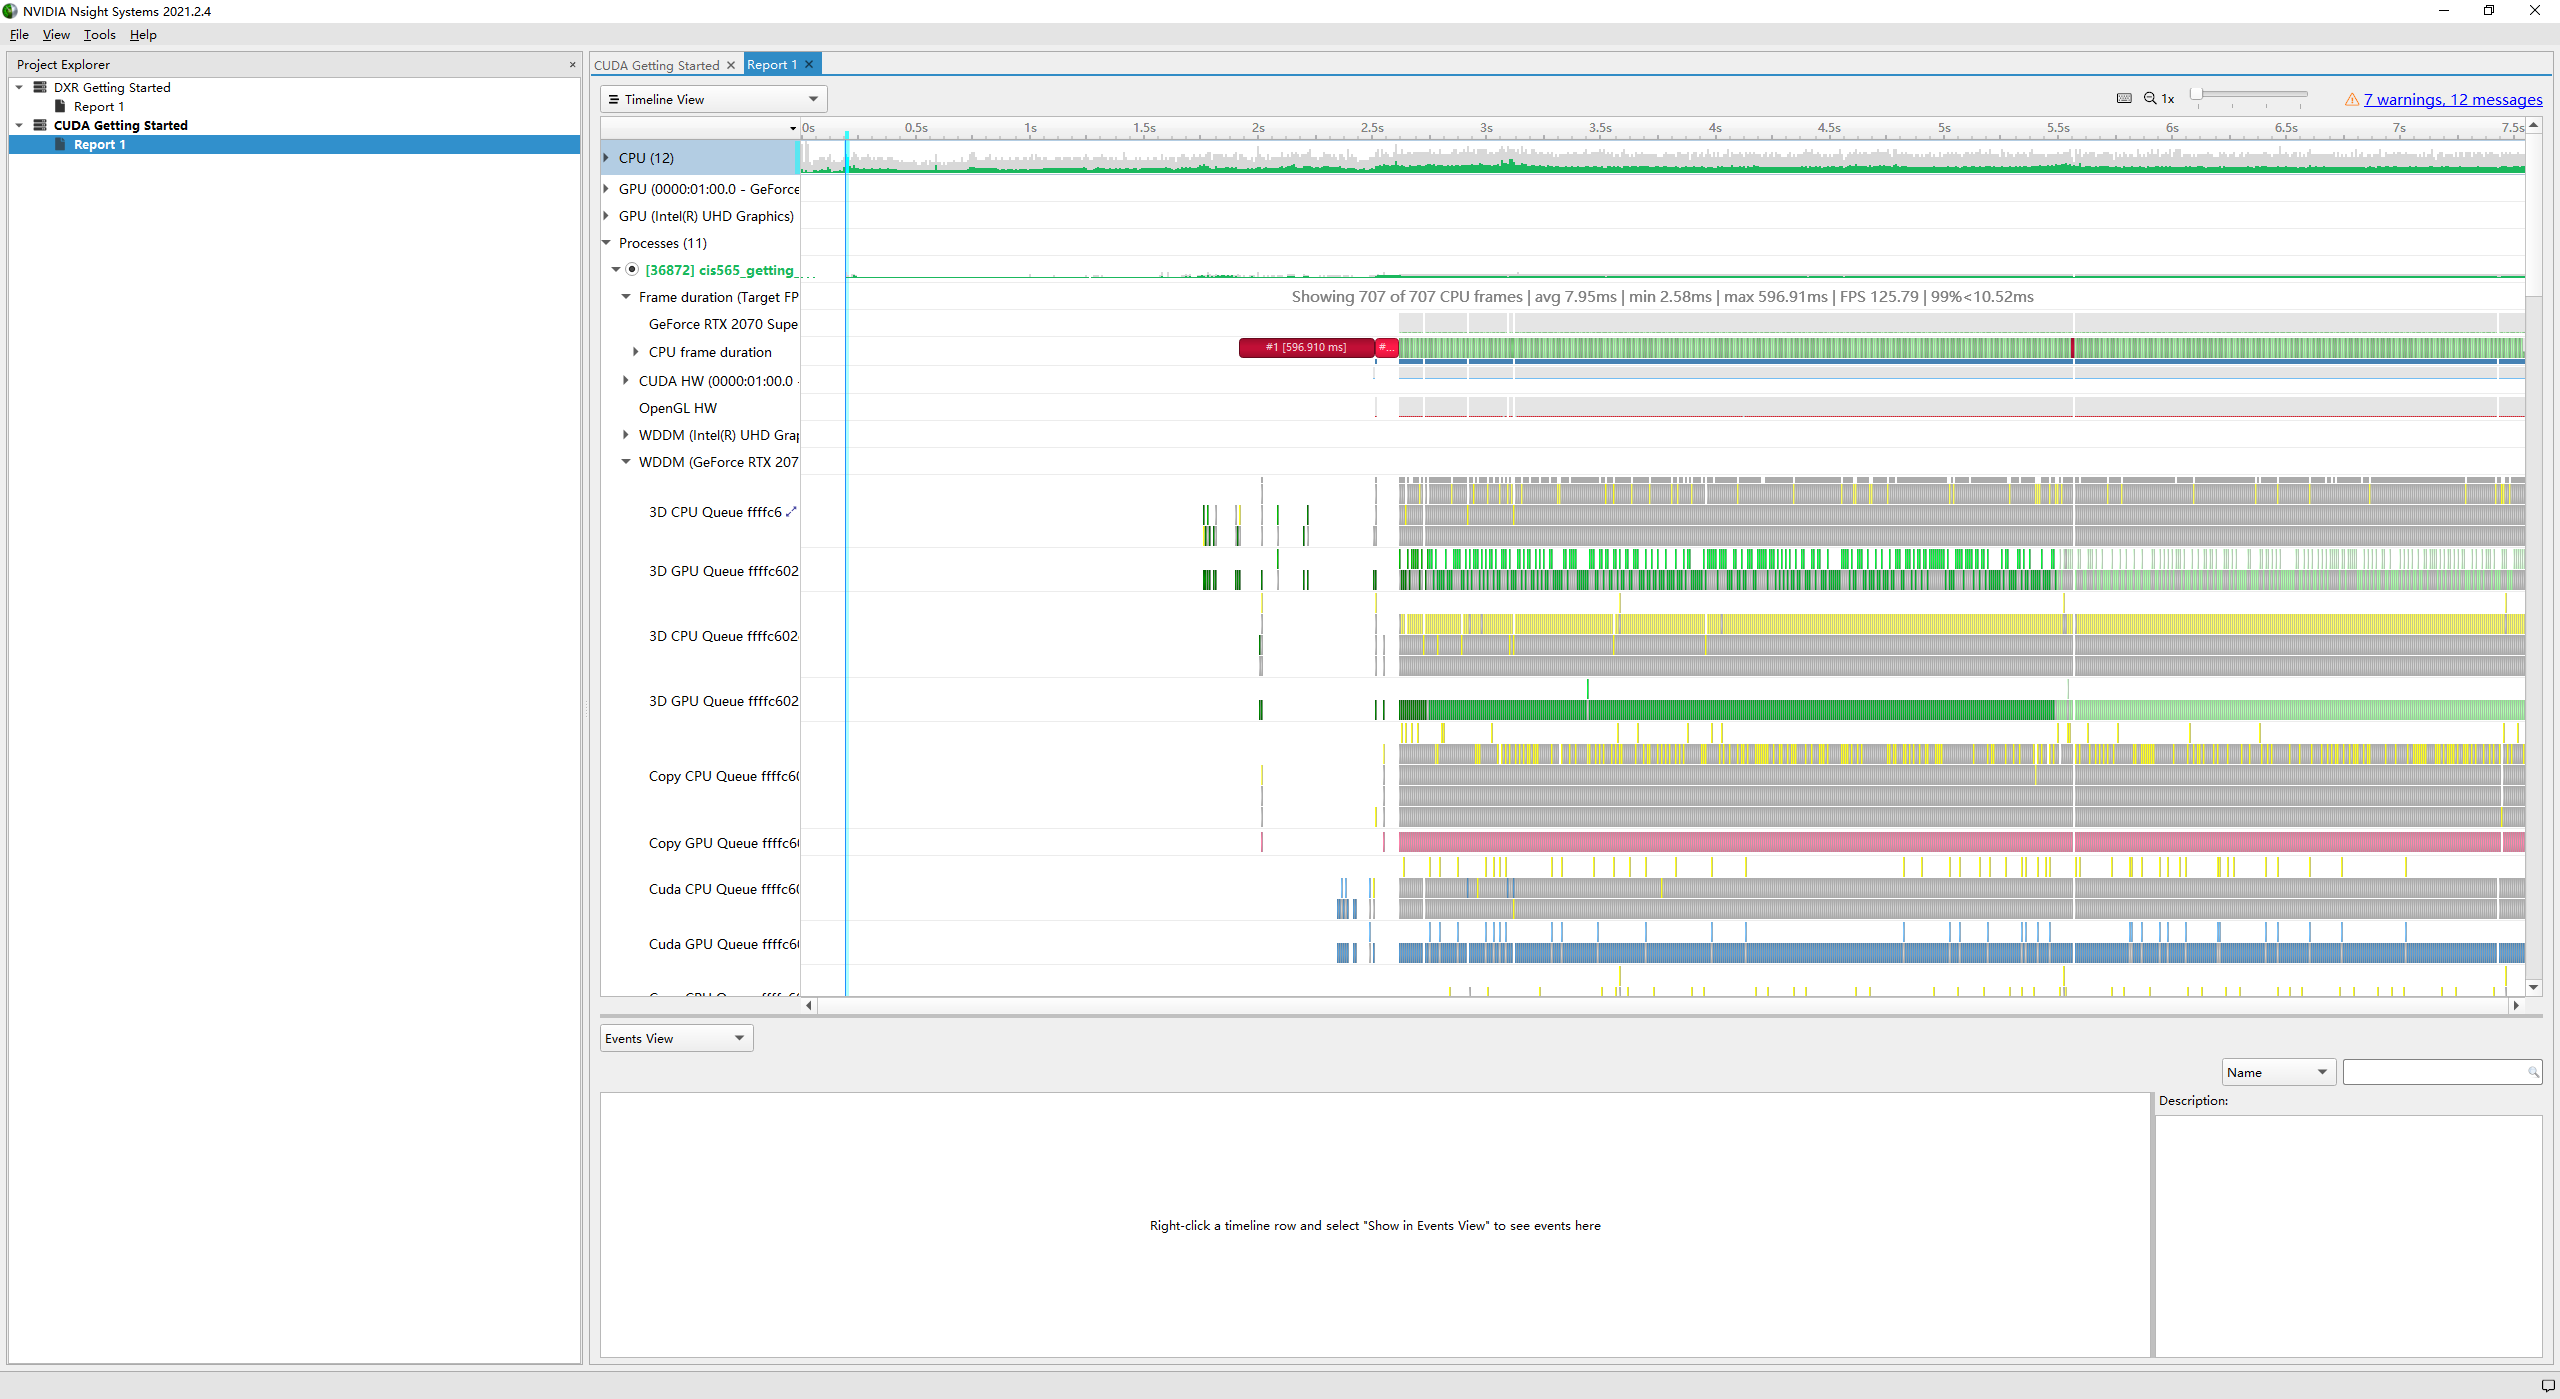 NVIDIA Nsight Systems 2021.2.4
File View Tools Help
Project Explorer
DXR Getting Started
Report 1
CUDA Getting Started
Report 1
CUDA Getting Started
Report 1
Timeline View
1x
7 warnings, 12 messages
0s 0.5s 1s 1.5s 2s 2.5s 3s 3.5s 4s 4.5s 5s 5.5s 6s 6.5s 7s 7.5s
CPU (12)
GPU (0000:01:00.0 - GeForce
GPU (Intel(R) UHD Graphics)
Processes (11)
[36872] cis565_getting_
Frame duration (Target FP
Showing 707 of 707 CPU frames | avg 7.95ms | min 2.58ms | max 596.91ms | FPS 125.79 | 99%<10.52ms
GeForce RTX 2070 Supe
CPU frame duration
#1 [596.910 ms]
#...
CUDA HW (0000:01:00.0 -
OpenGL HW
WDDM (Intel(R) UHD Grap
WDDM (GeForce RTX 207
3D CPU Queue ffffc6
3D GPU Queue ffffc602
3D CPU Queue ffffc602
3D GPU Queue ffffc602
Copy CPU Queue ffffc60
Copy GPU Queue ffffc60
Cuda CPU Queue ffffc60
Cuda GPU Queue ffffc60
Events View
Name
Description:
Right-click a timeline row and select "Show in Events View" to see events here